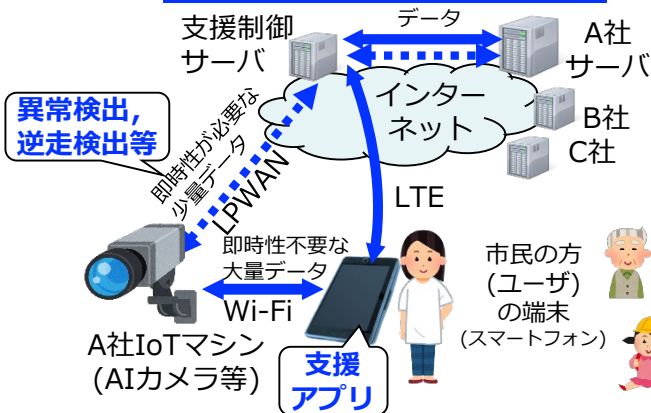 データ
支援制御
サーバ
A社
サーバ
インター
ネット
B社
C社
異常検出，
逆走検出等
即時性が必要な
少量データ
LPWAN
LTE
即時性不要な
大量データ
Wi-Fi
A社IoTマシン
(AIカメラ等)
支援
アプリ
市民の方
(ユーザ)
の端末
(スマートフォン)